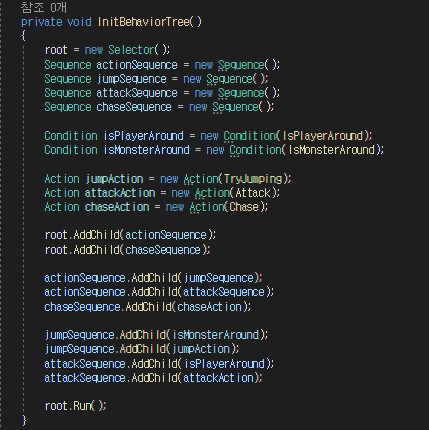 참조 0개
private void InitBehaviorTree()
{
root = new Selector();
Sequence actionSequence = new Sequence();
Sequence jumpSequence = new Sequence();
Sequence attackSequence = new Sequence();
Sequence chaseSequence = new Sequence();
Condition isPlayerAround = new Condition(IsPlayerAround);
Condition isMonsterAround = new Condition(IsMonsterAround);
Action jumpAction = new Action(TryJumping);
Action attackAction = new Action(Attack);
Action chaseAction = new Action(Chase);
root.AddChild(actionSequence);
root.AddChild(chaseSequence);
actionSequence.AddChild(jumpSequence);
actionSequence.AddChild(attackSequence);
chaseSequence.AddChild(chaseAction);
jumpSequence.AddChild(isMonsterAround);
jumpSequence.AddChild(jumpAction);
attackSequence.AddChild(isPlayerAround);
attackSequence.AddChild(attackAction);
root.Run();
}